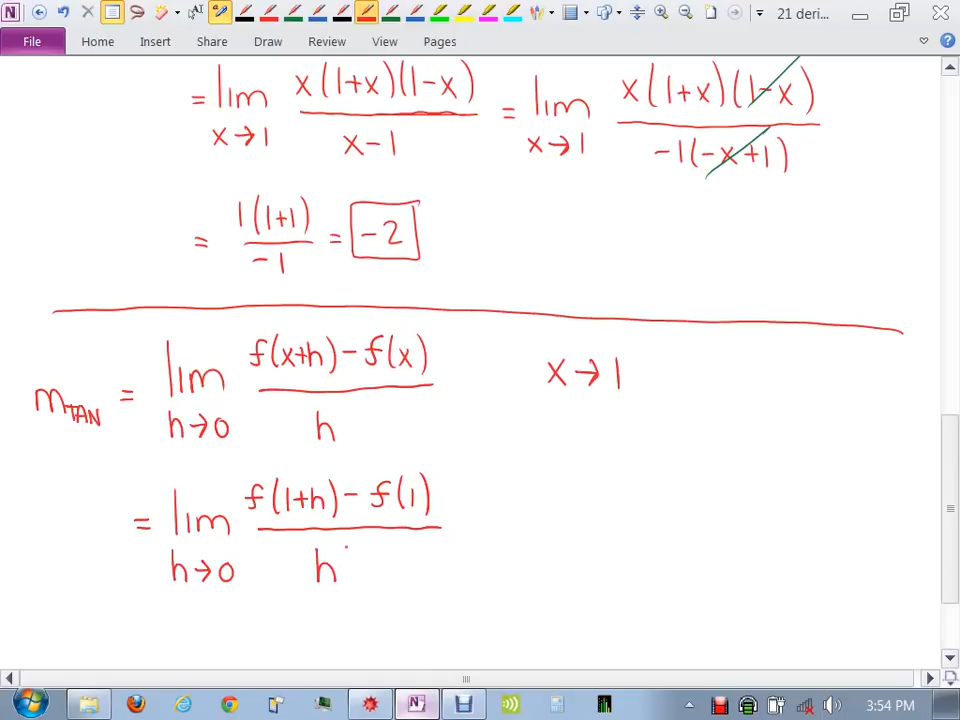 21 deri...
File Home Insert Share Draw Review View Pages
= lim x→1 x(1+x)(1-x) / x-1 = lim x→1 x(1+x)(1-x) / -1(-x+1)
= 1(1+1) / -1 = -2
mTAN = lim h→0 f(x+h)-f(x) / h x→1
= lim h→0 f(1+h)-f(1) / h
3:54 PM